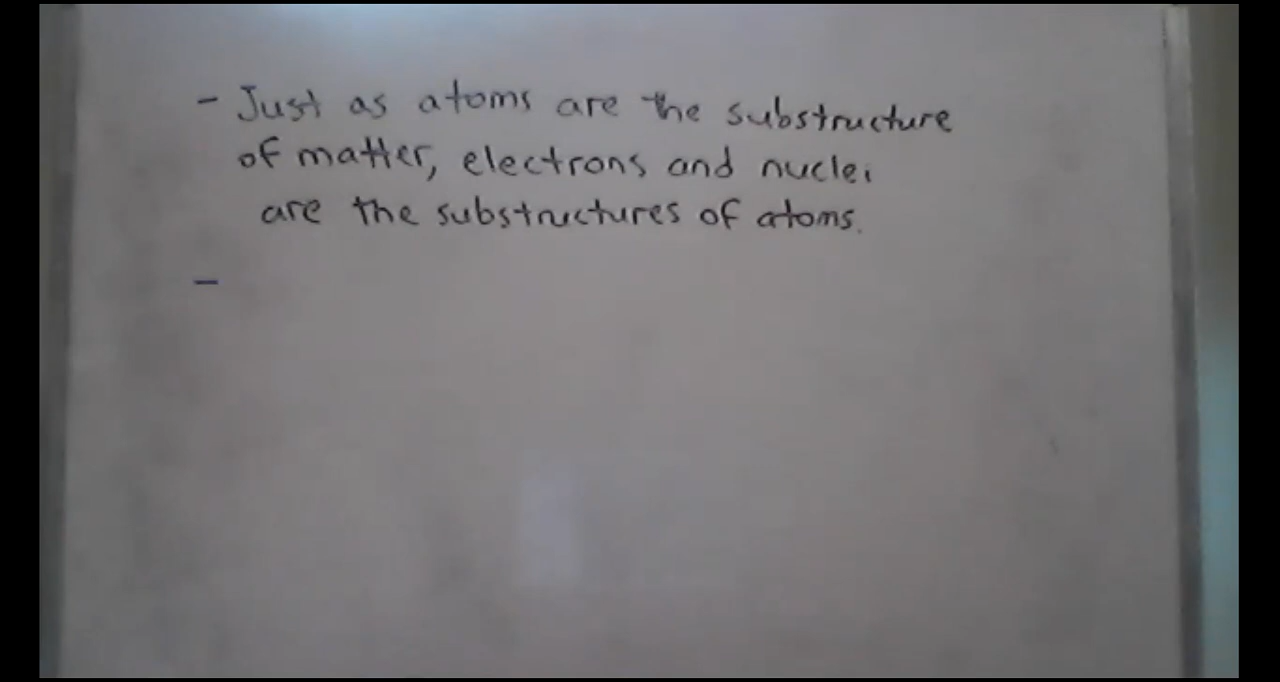 - Just as atoms are the substructure
of matter, electrons and nuclei
are the substructures of atoms.
-